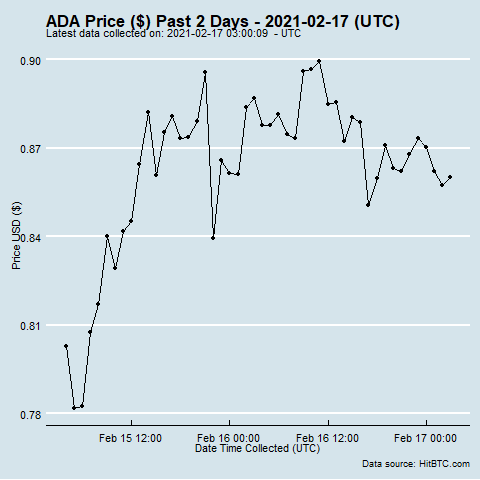 ADA Price ($) Past 2 Days - 2021-02-17 (UTC)
Latest data collected on: 2021-02-17 03:00:09 - UTC
0.90
0.87
0.84
0.81
0.78
Price USD ($)
Feb 15 12:00
Feb 16 00:00
Feb 16 12:00
Feb 17 00:00
Date Time Collected (UTC)
Data source: HitBTC.com